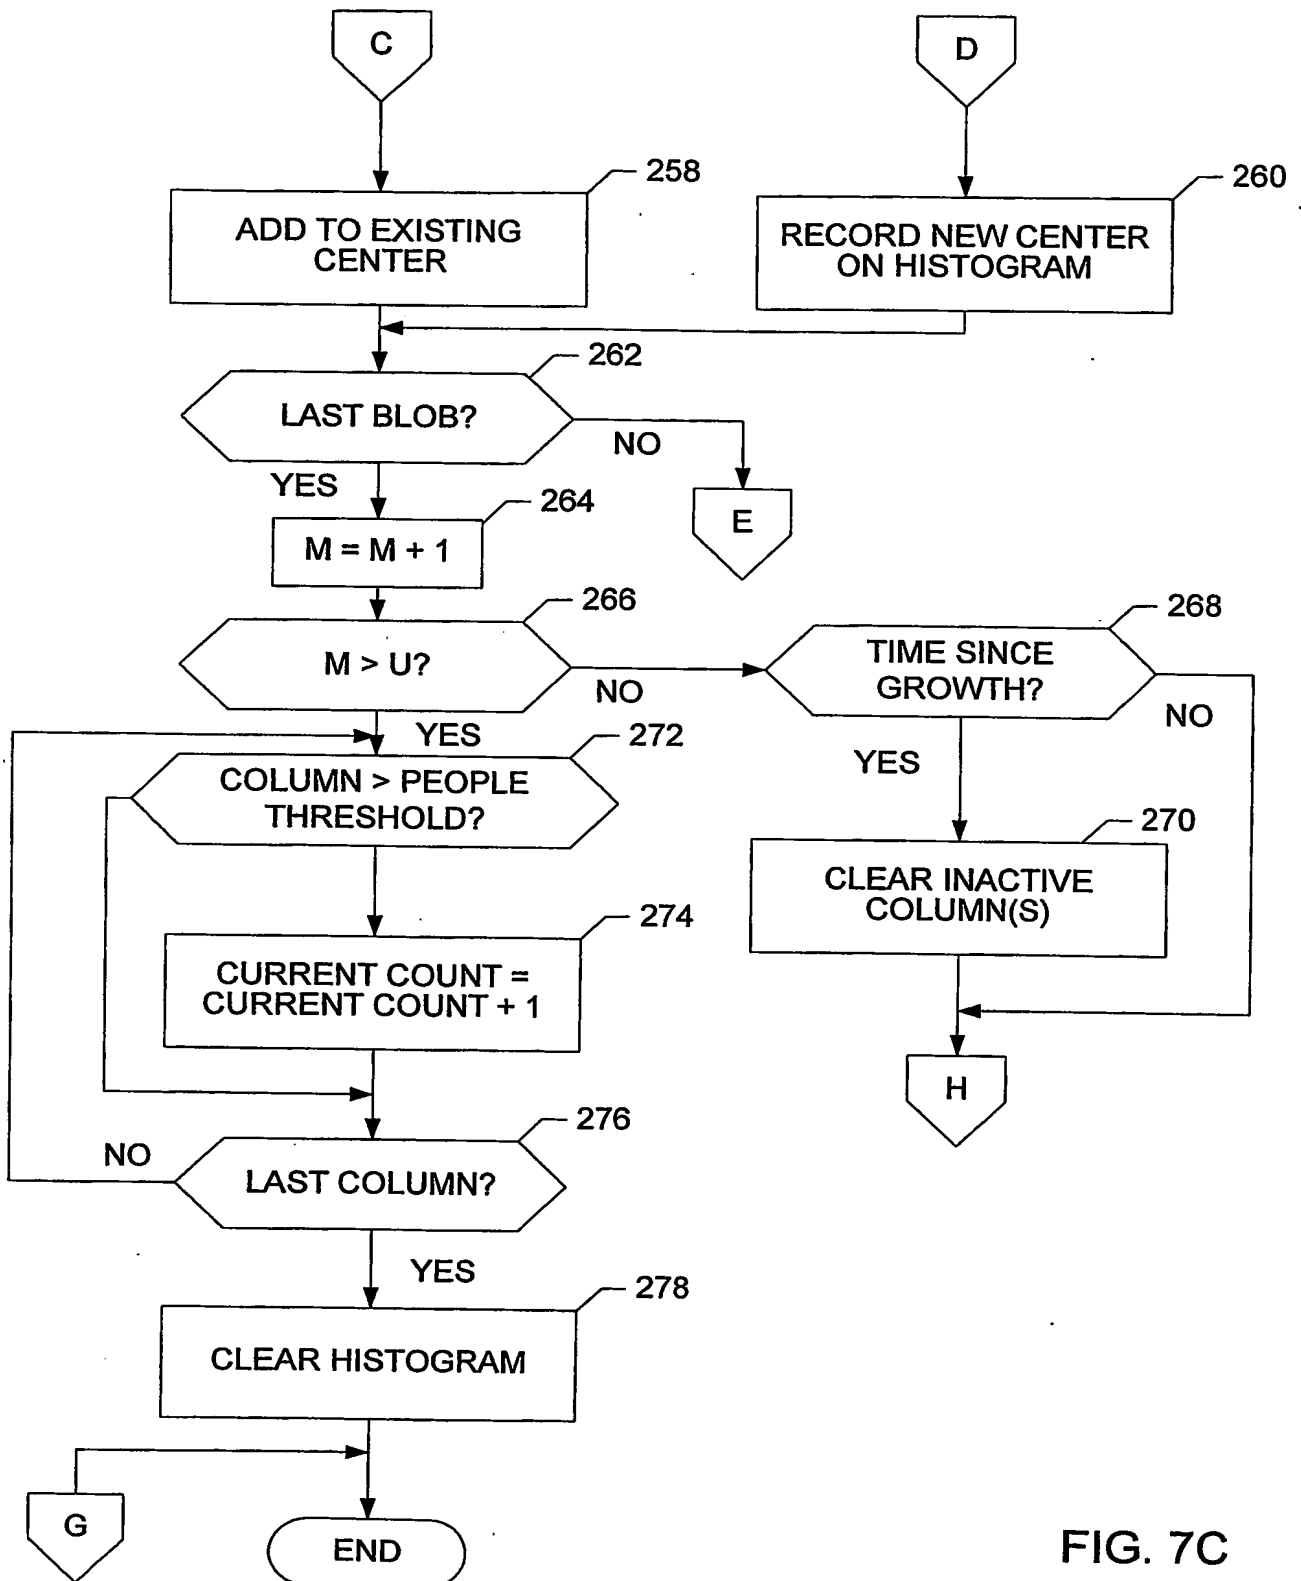 C
D
258
260
ADD TO EXISTING
CENTER
RECORD NEW CENTER
ON HISTOGRAM
262
LAST BLOB?
NO
YES
264
E
M = M + 1
266
268
M > U?
NO
TIME SINCE
GROWTH?
NO
YES
272
YES
COLUMN > PEOPLE
THRESHOLD?
270
CLEAR INACTIVE
COLUMN(S)
274
CURRENT COUNT =
CURRENT COUNT + 1
H
276
NO
LAST COLUMN?
YES
278
CLEAR HISTOGRAM
G
END
FIG. 7C